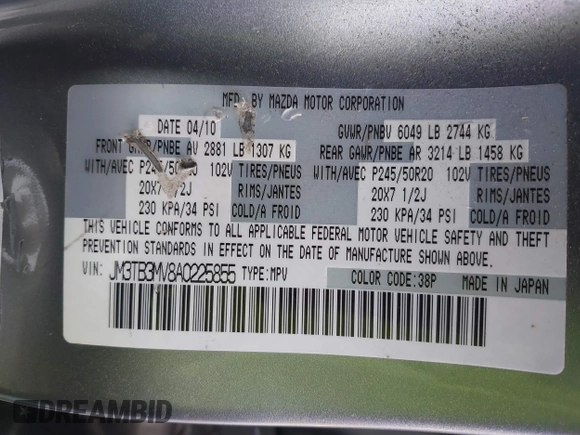 MFD. BY MAZDA MOTOR CORPORATION
DATE 04/10 GVWR/PNBV 6049 LB 2744 KG
FRONT GAWR/PNBE AV 2881 LB 1307 KG REAR GAWR/PNBE AR 3214 LB 1458 KG
WITH/AVEC P245/50R20 102V TIRES/PNEUS WITH/AVEC P245/50R20 102V TIRES/PNEUS
20X7 1/2J RIMS/JANTES 20X7 1/2J RIMS/JANTES
230 KPA/34 PSI COLD/A FROID 230 KPA/34 PSI COLD/A FROID
THIS VEHICLE CONFORMS TO ALL APPLICABLE FEDERAL MOTOR VEHICLE SAFETY AND THEFT
PREVENTION STANDARDS IN EFFECT ON THE DATE OF MANUFACTURE SHOWN ABOVE.
VIN: JM3TB3MV8A0225855 TYPE:MPV COLOR CODE:38P MADE IN JAPAN
DREAMBID